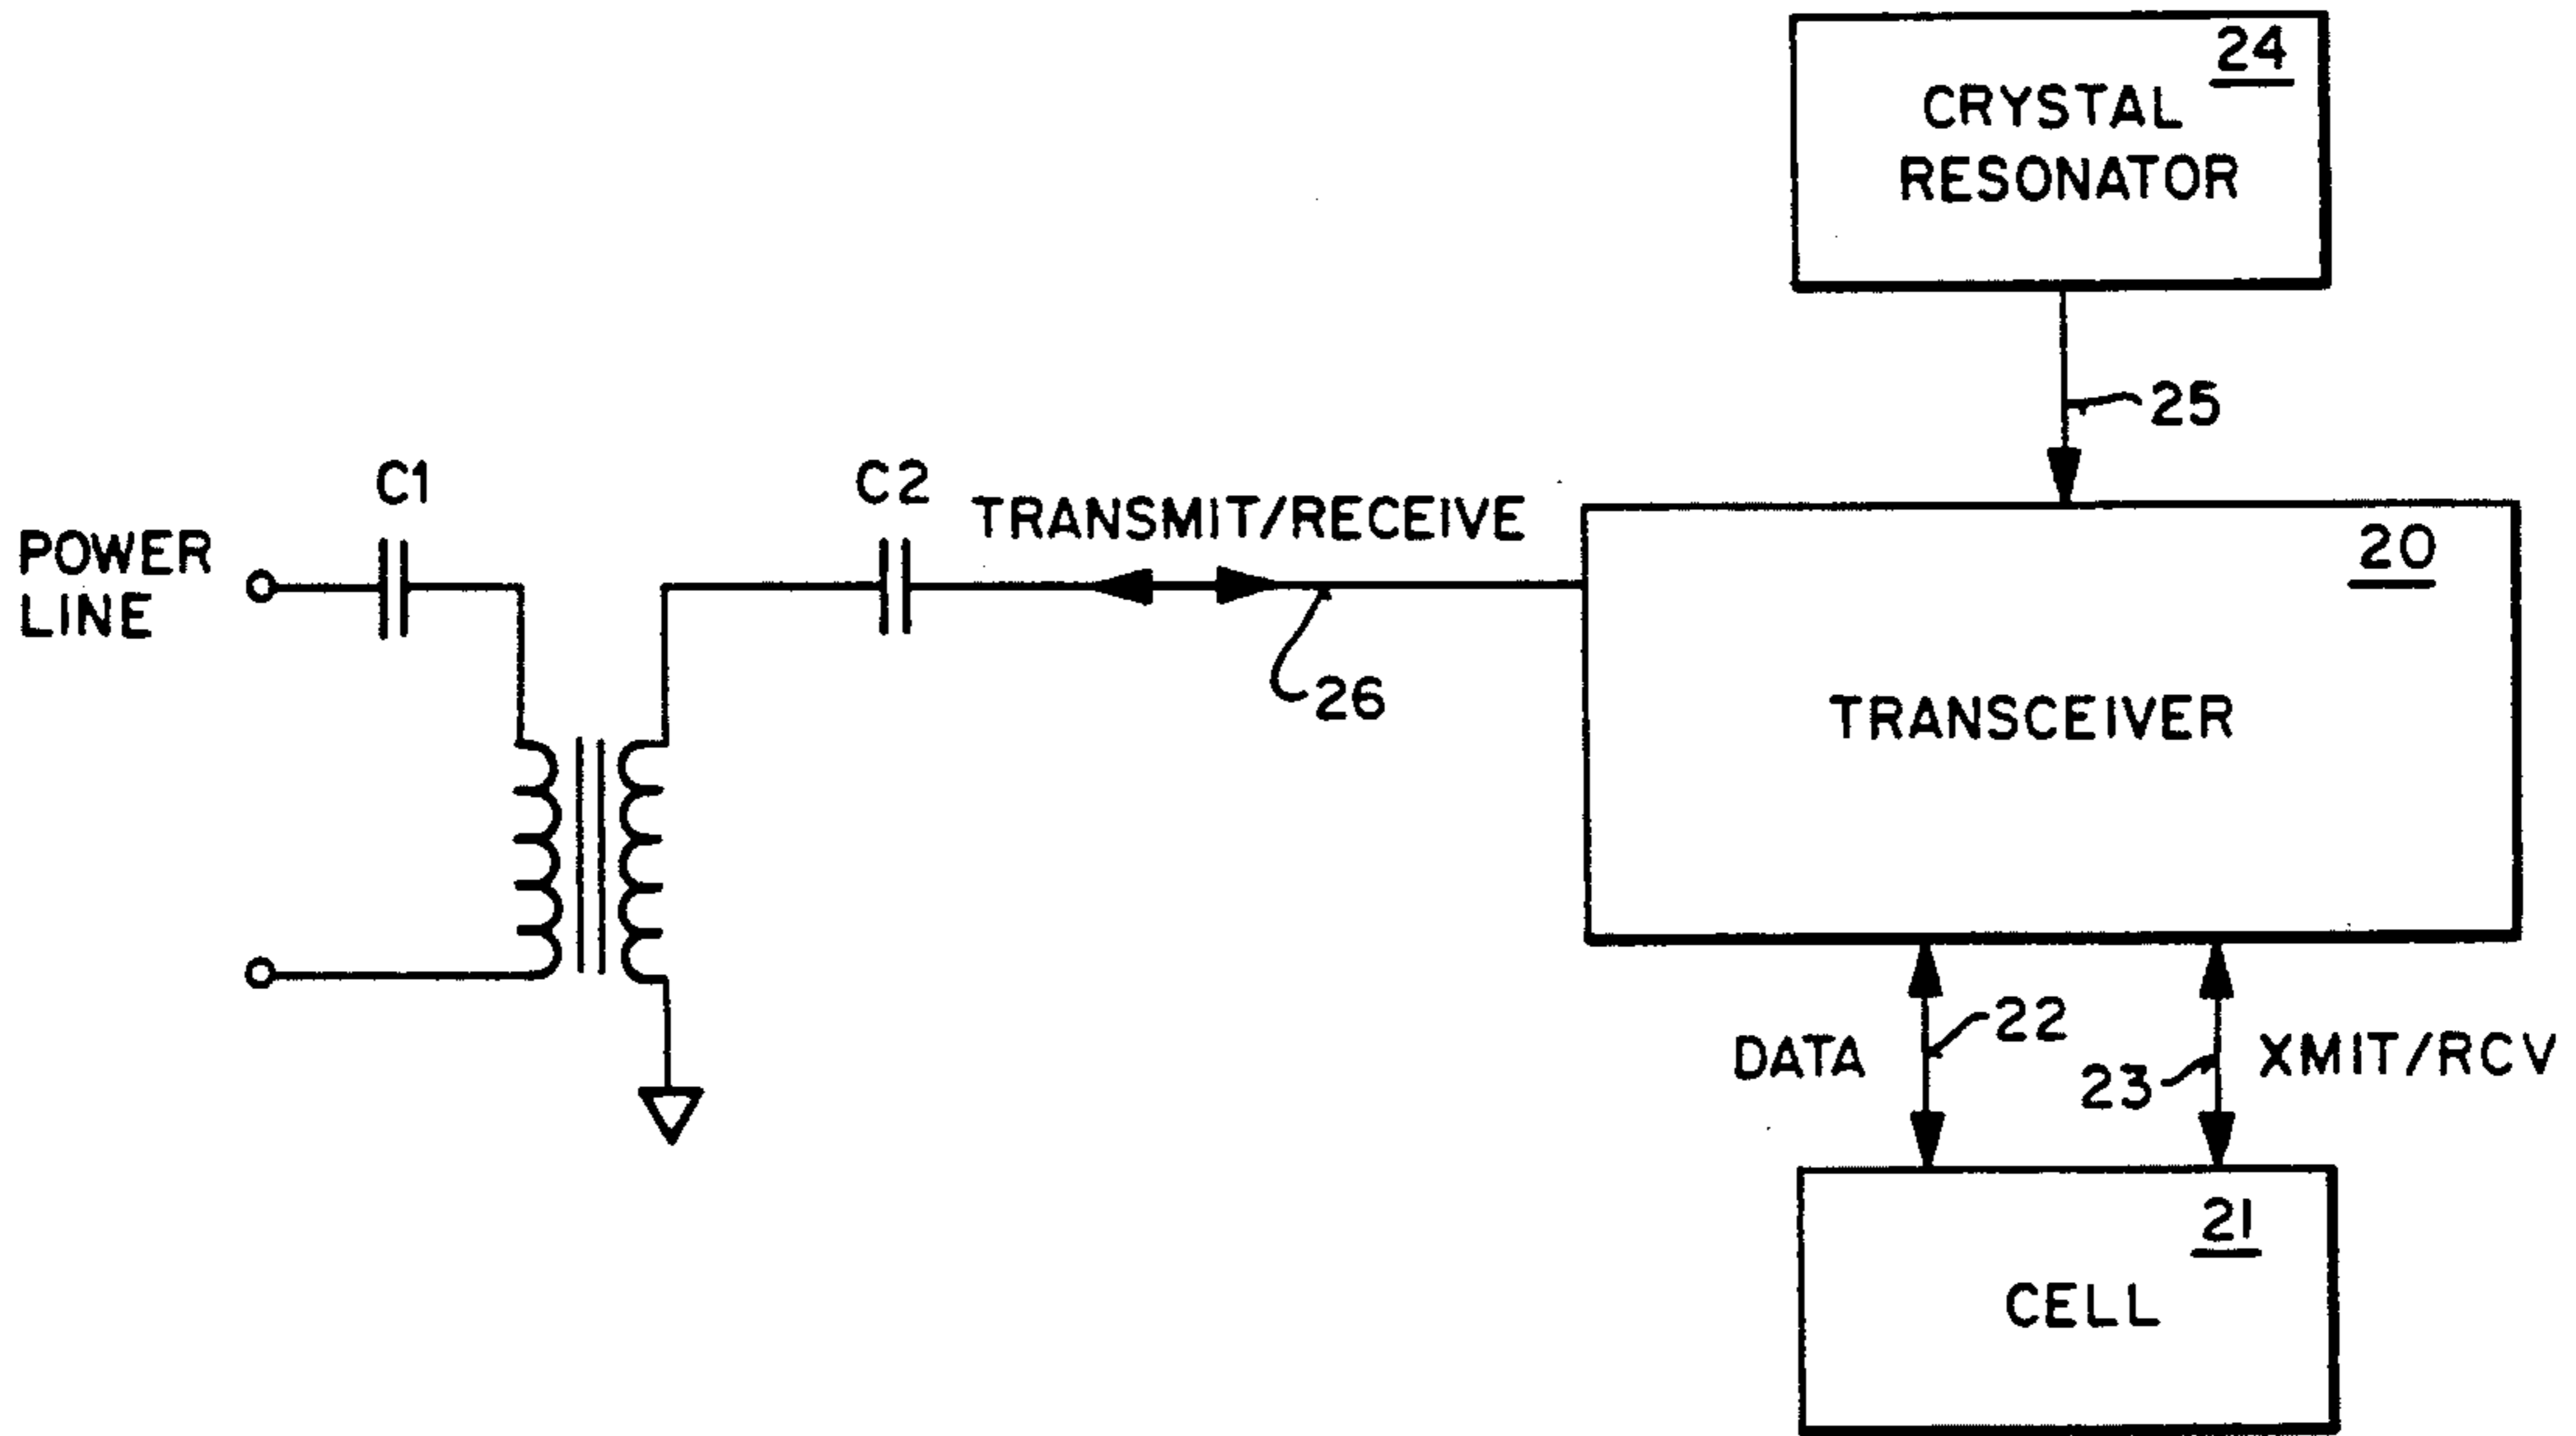 24
CRYSTAL
RESONATOR
25
C1
C2
TRANSMIT/RECEIVE
POWER
LINE
20
26
TRANSCEIVER
22
DATA
23
XMIT/RCV
21
CELL